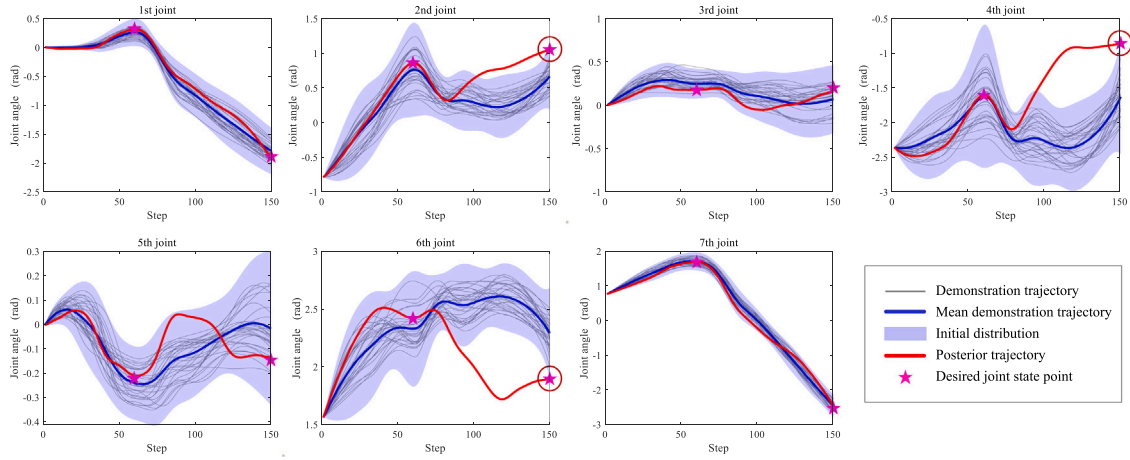 1st joint
0.5
0
-0.5
-1
-1.5
-2
-2.5
0 50 100 150
Joint angle (rad)
Step
2nd joint
1.5
1
0.5
0
-0.5
-1
0 50 100 150
Joint angle (rad)
Step
3rd joint
1
0.5
0
-0.5
-1
0 50 100 150
Joint angle (rad)
Step
4th joint
-0.5
-1
-1.5
-2
-2.5
-3
0 50 100 150
Joint angle (rad)
Step
5th joint
0.3
0.2
0.1
0
-0.1
-0.2
-0.3
-0.4
0 50 100 150
Joint angle (rad)
Step
6th joint
3
2.5
2
1.5
0 50 100 150
Joint angle (rad)
Step
7th joint
2
1
0
-1
-2
-3
0 50 100 150
Joint angle (rad)
Step
Demonstration trajectory
Mean demonstration trajectory
Initial distribution
Posterior trajectory
Desired joint state point